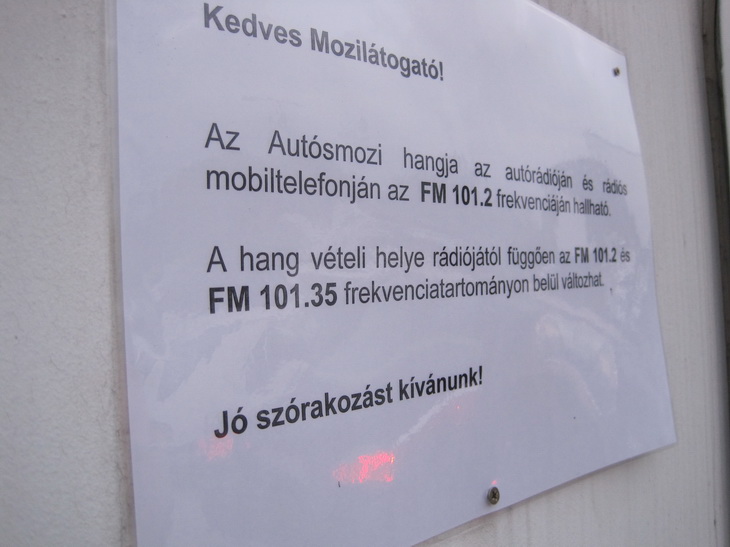 Kedves Mozilátogató!
Az Autósmozi hangja az autórádióján és rádiós
mobiltelefonján az FM 101.2 frekvenciáján hallható.
A hang vételi helye rádiójától függően az FM 101.2 és
FM 101.35 frekvenciatartományon belül változhat.
Jó szórakozást kívánunk!